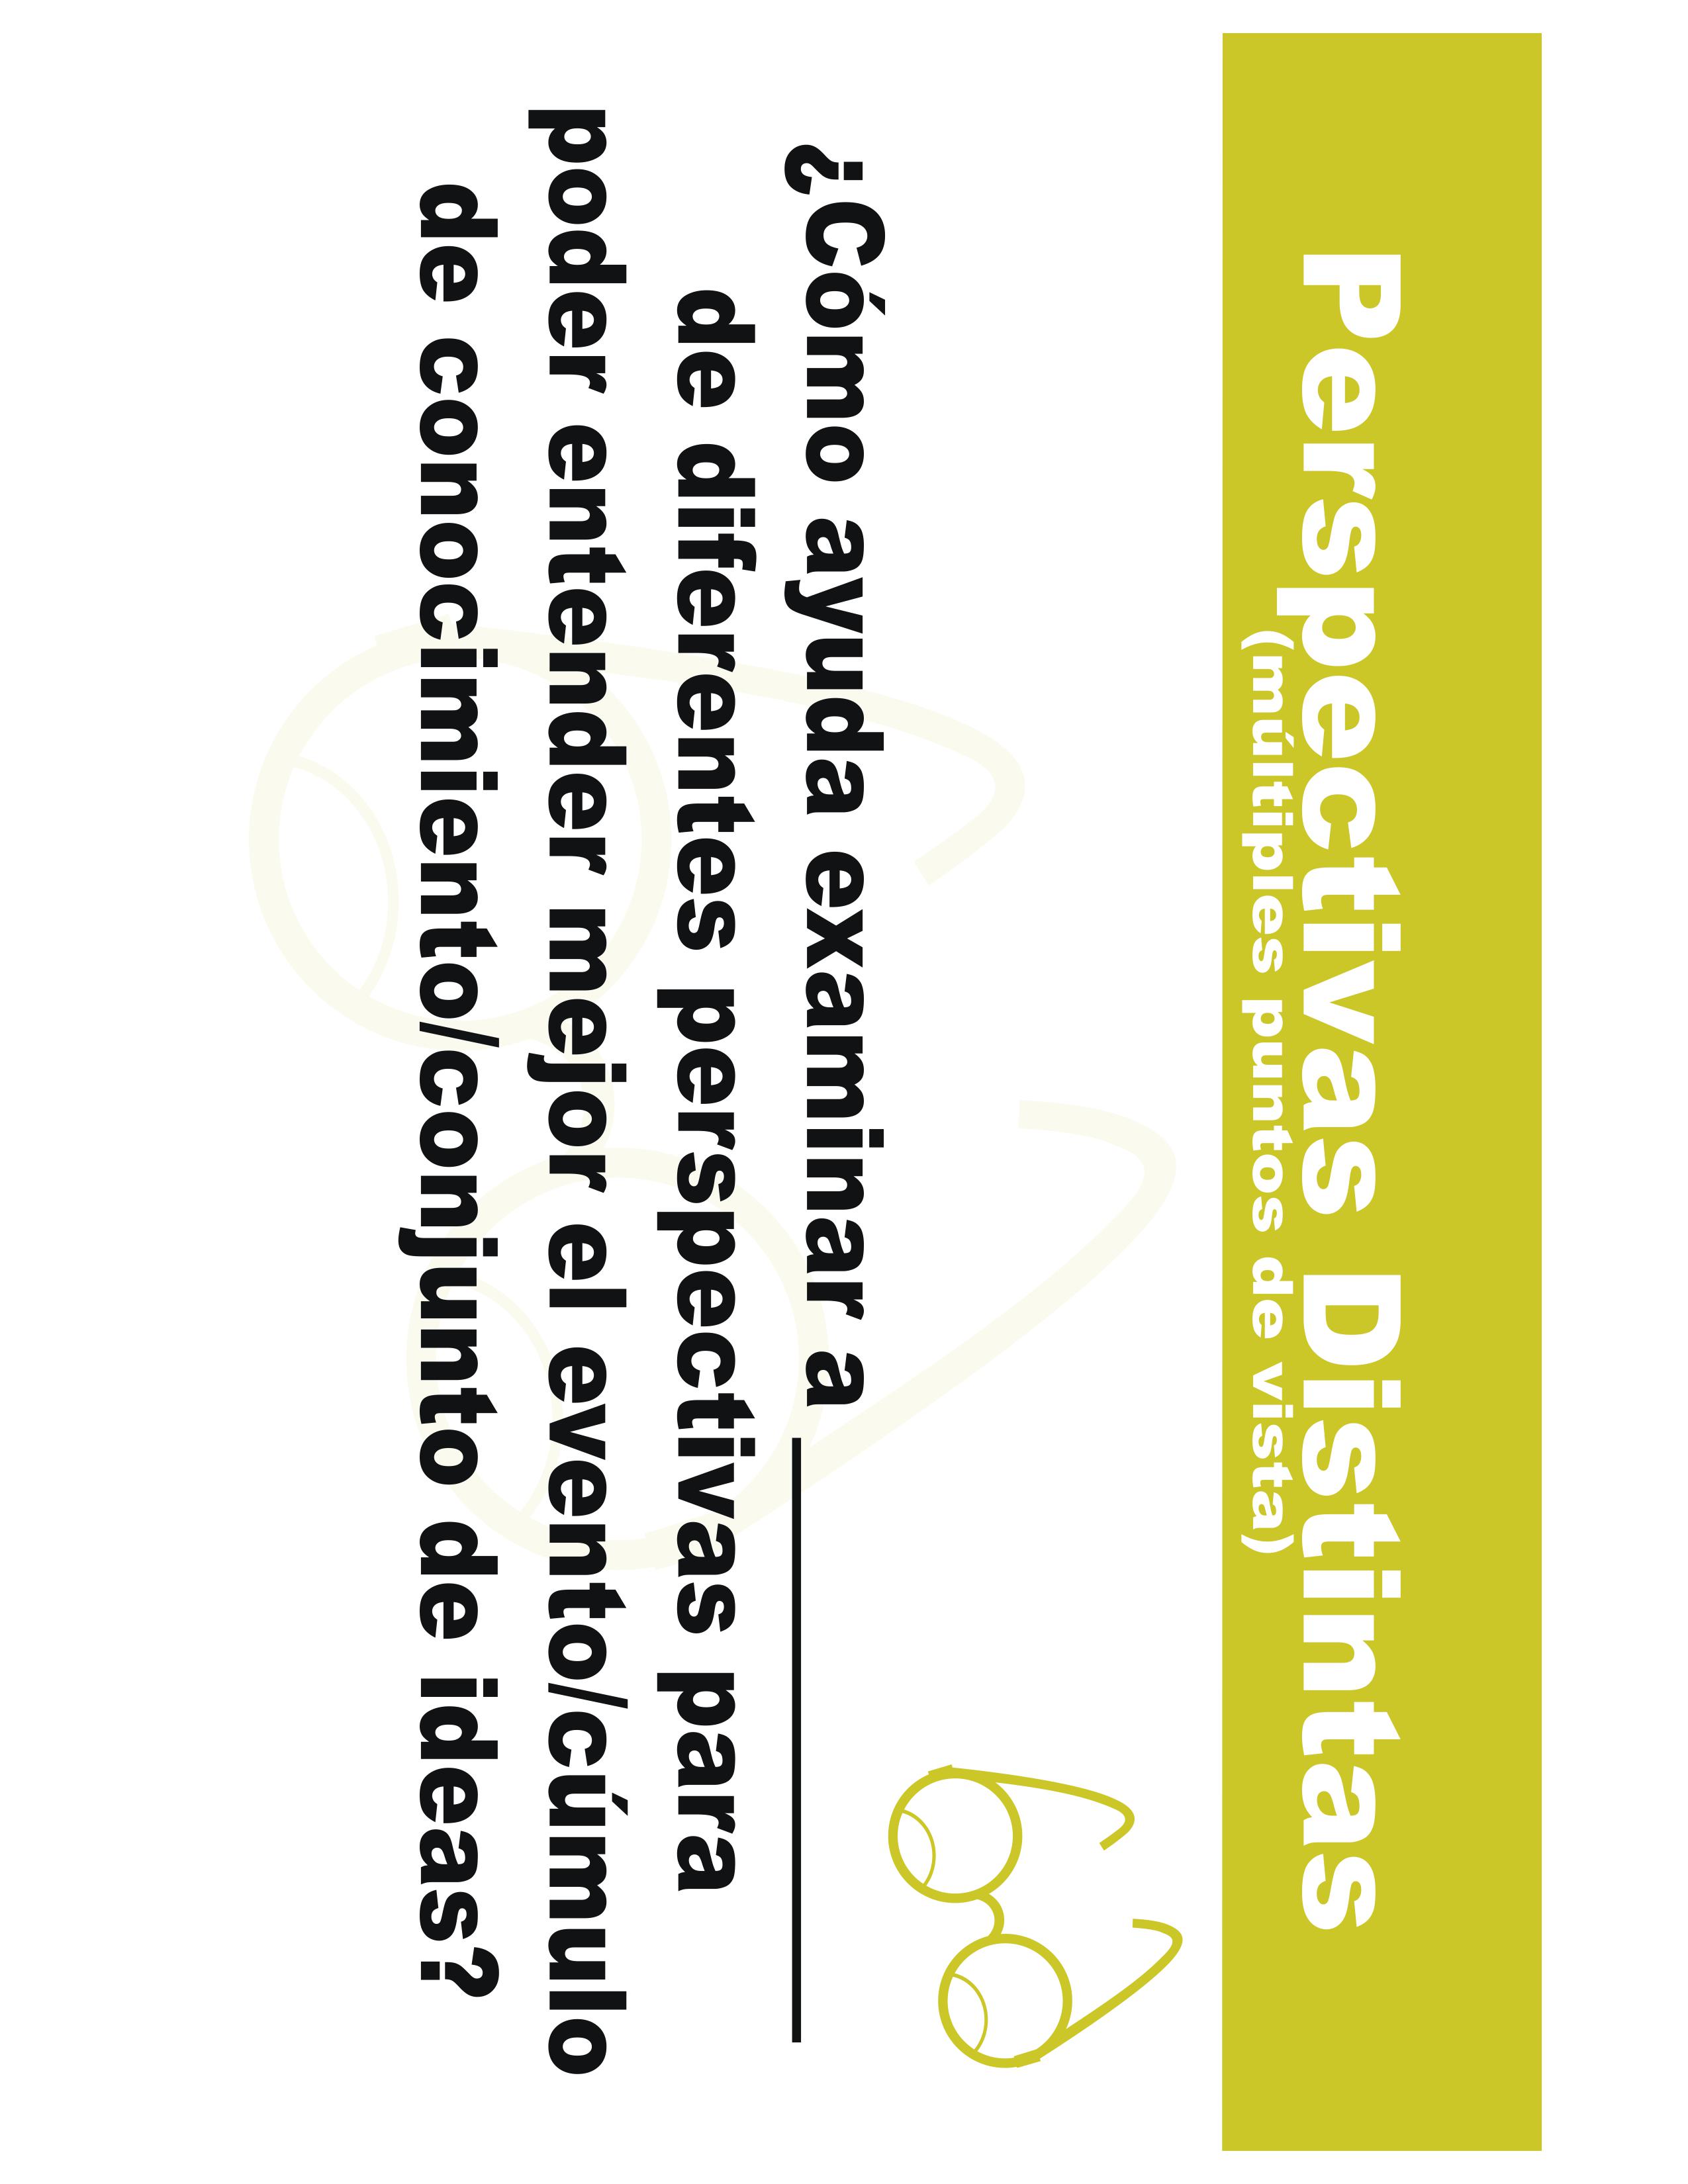 Perspectivas Distintas
(múltiples puntos de vista)
¿Cómo ayuda examinar a ____________
de diferentes perspectivas para
poder entender mejor el evento/cúmulo
de conocimiento/conjunto de ideas?